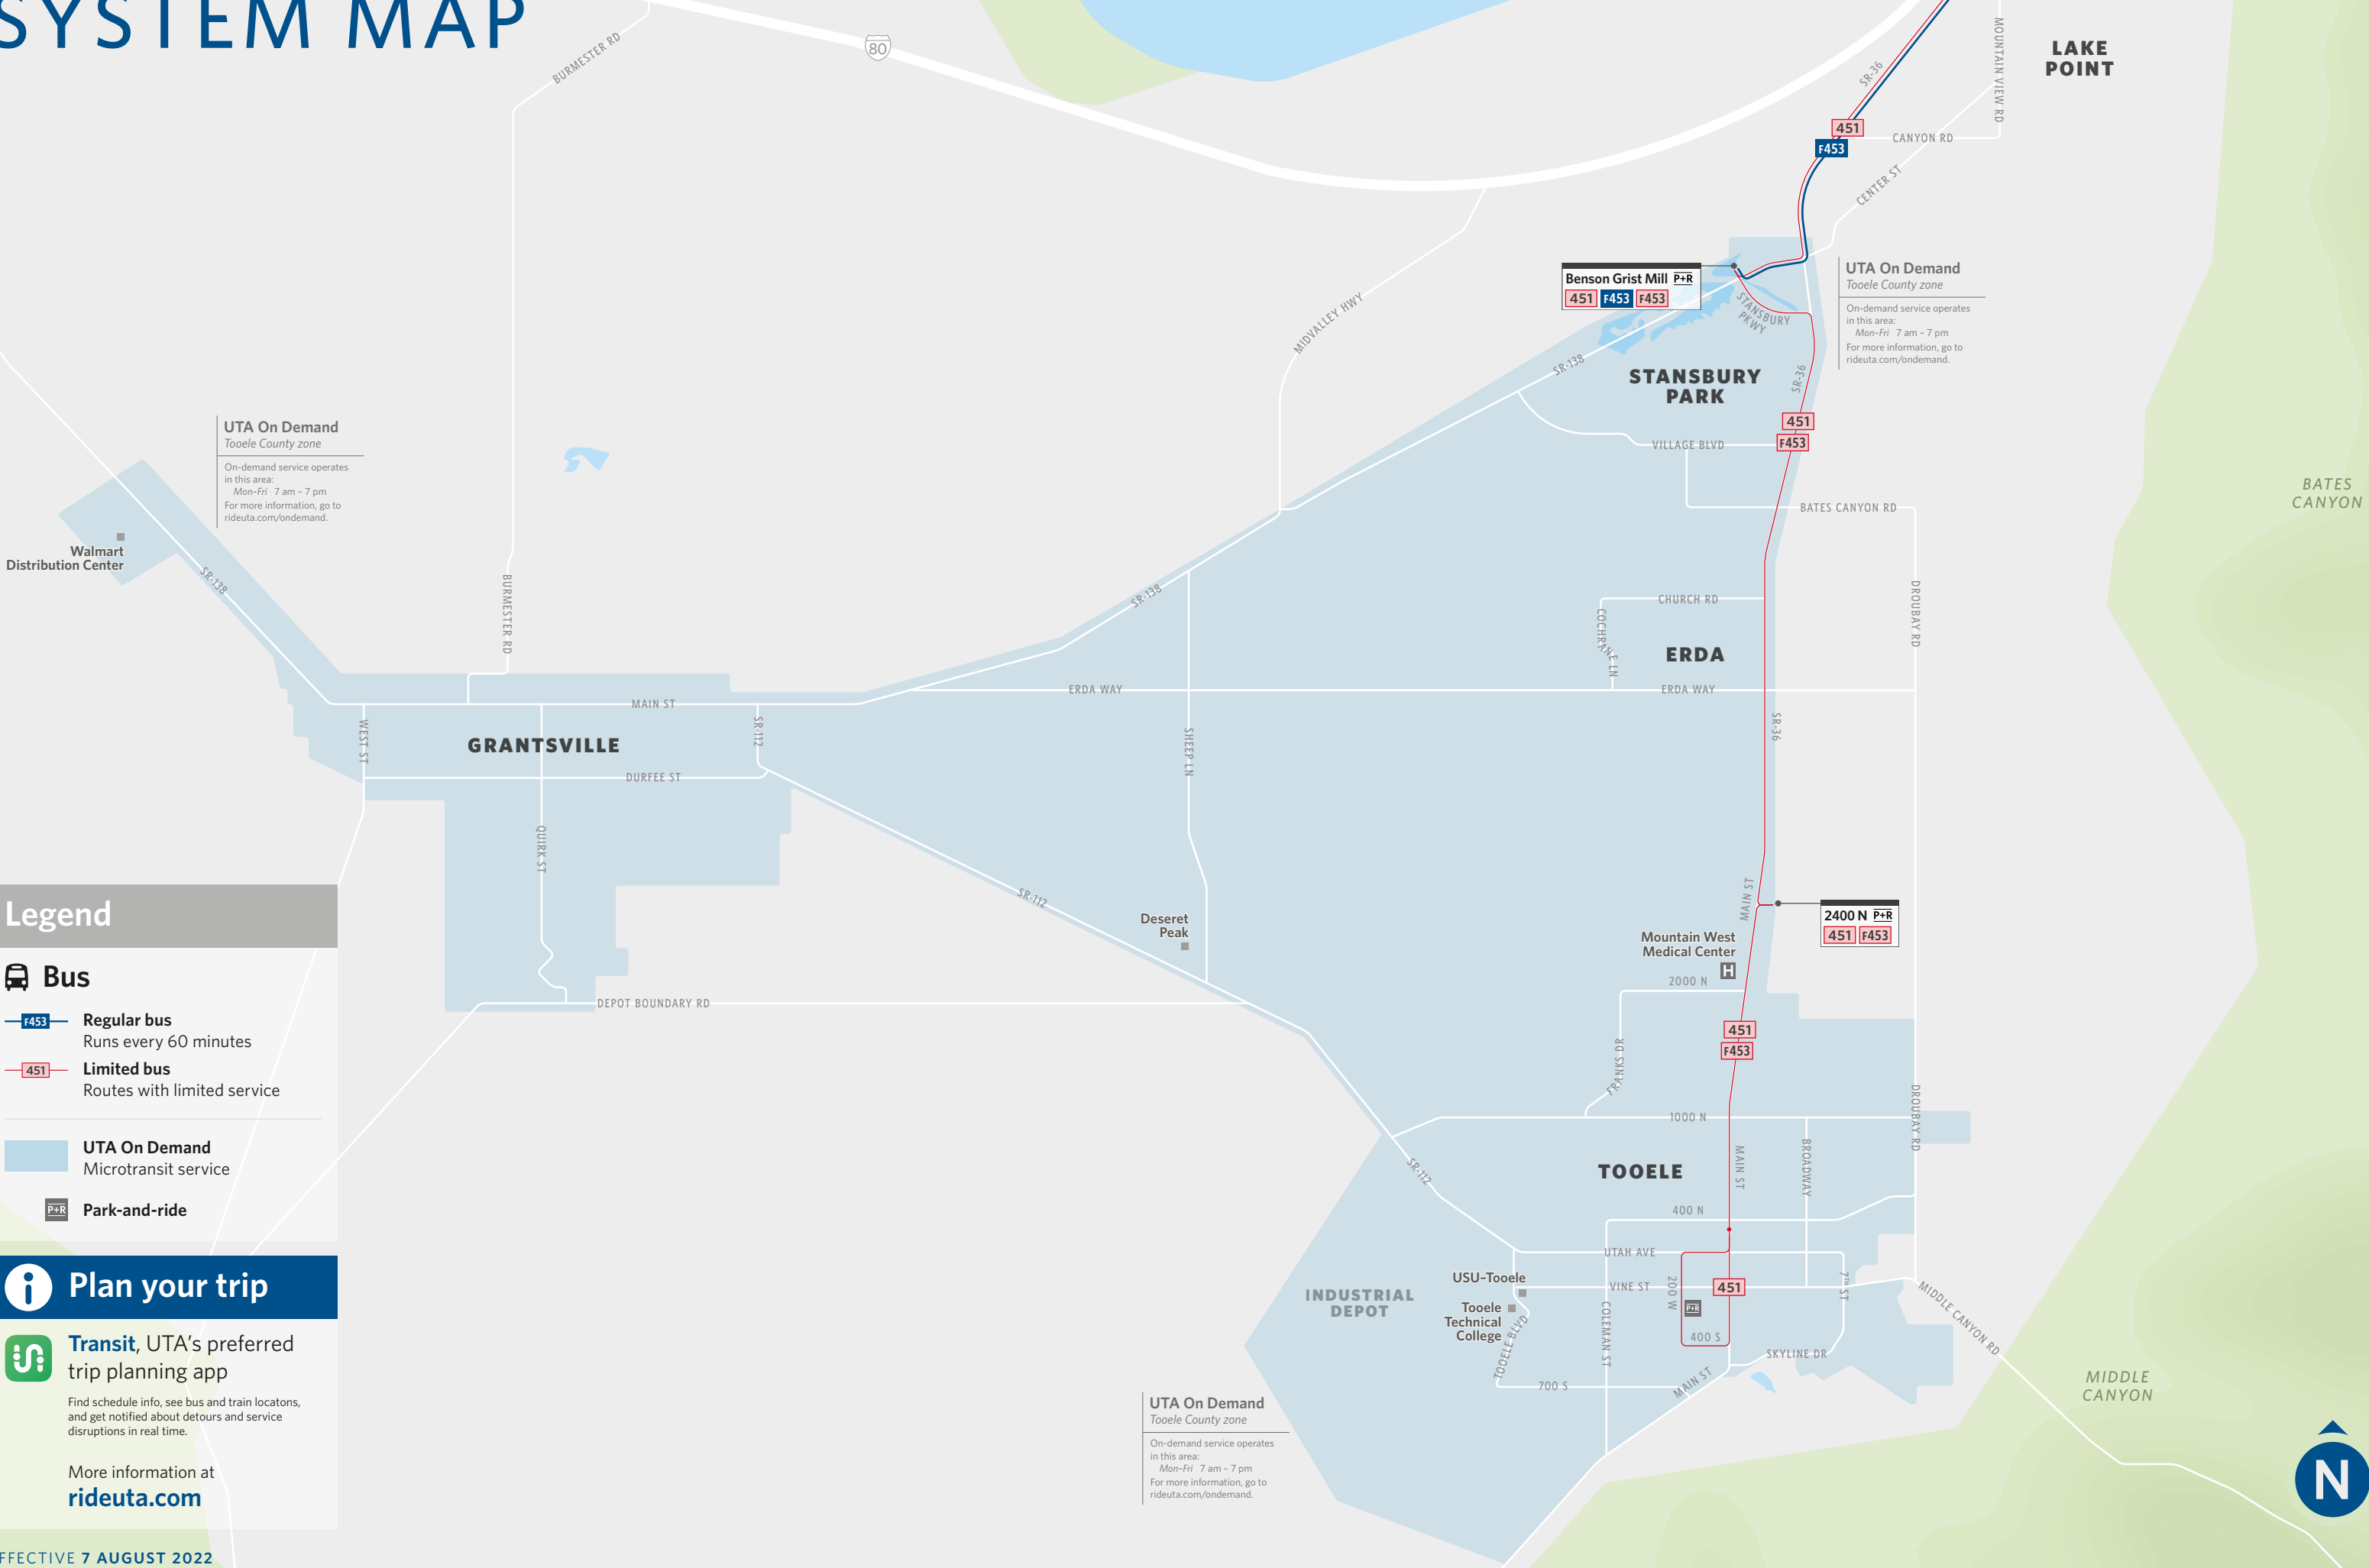 SYSTEM MAP
BURMESTER RD
80
SR-36
MOUNTAIN VIEW RD
LAKE
POINT
451
F453
CANYON RD
CENTER ST
Benson Grist Mill P+R
451 F453 F453
STANSBURY
PKWY
UTA On Demand
Tooele County zone
On-demand service operates
in this area:
Mon–Fri 7 am – 7 pm
For more information, go to
rideuta.com/ondemand.
MIDVALLEY HWY
SR-138
STANSBURY
PARK
SR-36
451
F453
VILLAGE BLVD
BATES CANYON RD
BATES
CANYON
UTA On Demand
Tooele County zone
On-demand service operates
in this area:
Mon–Fri 7 am – 7 pm
For more information, go to
rideuta.com/ondemand.
Walmart
Distribution Center
SR-138
BURMESTER RD
SR-138
CHURCH RD
COCHRANE LN
DROUBAY RD
ERDA
ERDA WAY
ERDA WAY
MAIN ST
WEST ST
GRANTSVILLE
SR-112
SHEEP LN
SR-36
DURFEE ST
QUIRK ST
SR-112
Deseret
Peak
MAIN ST
2400 N P+R
451 F453
Mountain West
Medical Center
H
2000 N
DEPOT BOUNDARY RD
451
F453
FRANKS DR
1000 N
DROUBAY RD
SR-112
TOOELE
MAIN ST
BROADWAY
400 N
UTAH AVE
USU–Tooele
VINE ST
200 W
451
7TH ST
INDUSTRIAL
DEPOT
Tooele
Technical
College
P+R
MIDDLE CANYON RD
TOOELE BLVD
COLEMAN ST
400 S
SKYLINE DR
700 S
MAIN ST
MIDDLE
CANYON
UTA On Demand
Tooele County zone
On-demand service operates
in this area:
Mon–Fri 7 am – 7 pm
For more information, go to
rideuta.com/ondemand.
N
Legend
Bus
F453 Regular bus
Runs every 60 minutes
451 Limited bus
Routes with limited service
UTA On Demand
Microtransit service
P+R Park-and-ride
i Plan your trip
Transit, UTA's preferred
trip planning app
Find schedule info, see bus and train locatons,
and get notified about detours and service
disruptions in real time.
More information at
rideuta.com
FFECTIVE 7 AUGUST 2022